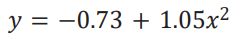 y = −0.73 + 1.05x²